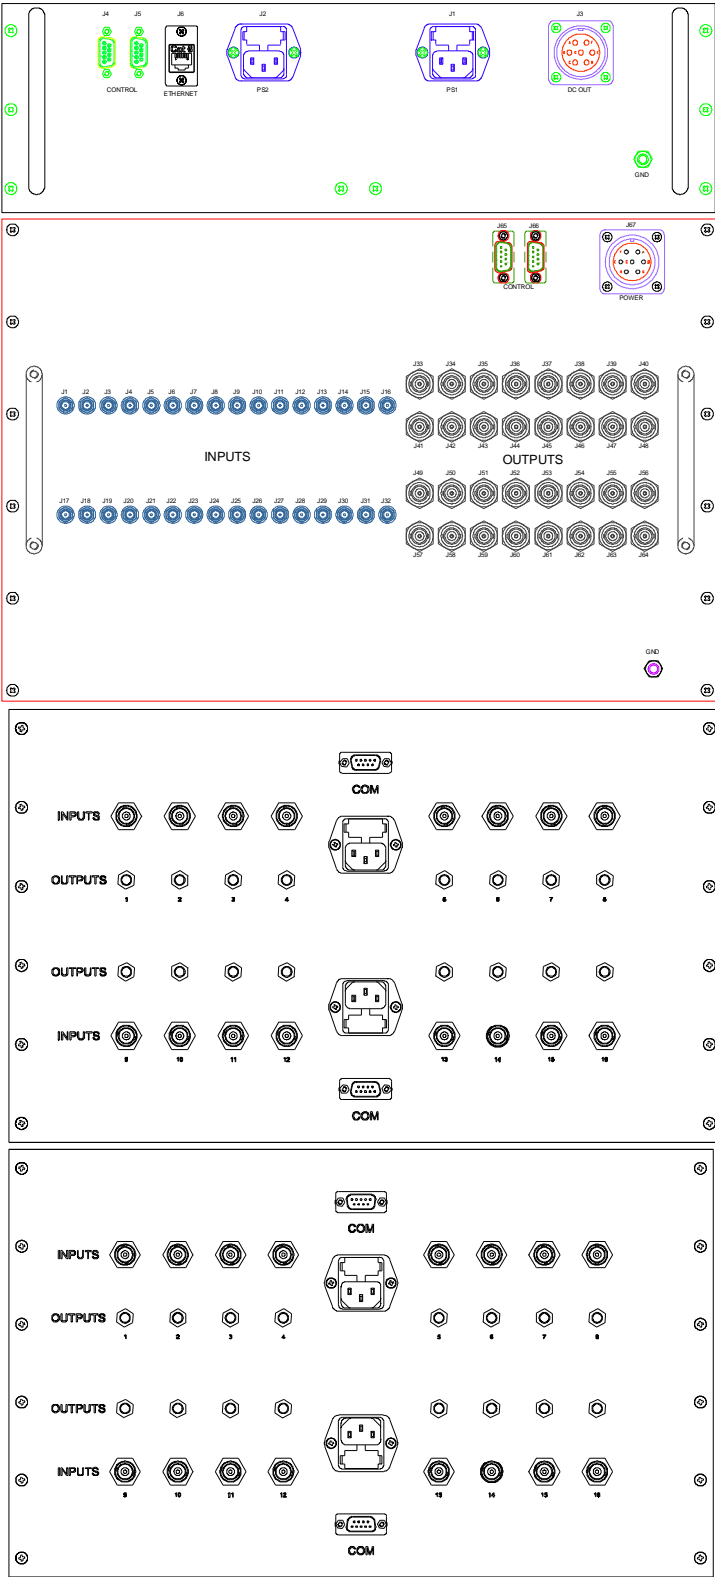 J4 J5 J6 J2 J1 J3
Cat 6
CONTROL ETHERNET PS2 PS1 DC OUT
GND
J65 J66 J67
CONTROL POWER
J33 J34 J35 J36 J37 J38 J39 J40
J1 J2 J3 J4 J5 J6 J7 J8 J9 J10 J11 J12 J13 J14 J15 J16
J41 J42 J43 J44 J45 J46 J47 J48
INPUTS OUTPUTS
J49 J50 J51 J52 J53 J54 J55 J56
J17 J18 J19 J20 J21 J22 J23 J24 J25 J26 J27 J28 J29 J30 J31 J32
J57 J58 J59 J60 J61 J62 J63 J64
GND
COM
INPUTS
OUTPUTS
1 2 3 4 5 6 7 8
OUTPUTS
INPUTS
9 10 11 12 13 14 15 16
COM
COM
INPUTS
OUTPUTS
1 2 3 4 5 6 7 8
OUTPUTS
INPUTS
9 10 11 12 13 14 15 16
COM